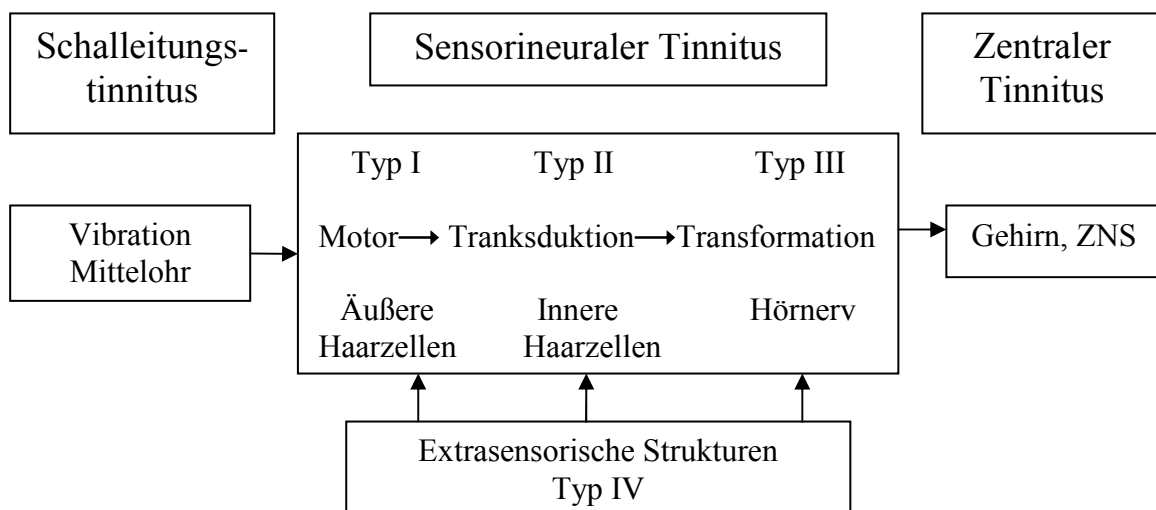 Schalleitungs-
tinnitus
Sensorineuraler Tinnitus
Zentraler
Tinnitus
Typ I
Typ II
Typ III
Vibration
Mittelohr
Motor
Tranksduktion
Transformation
Gehirn, ZNS
Äußere
Haarzellen
Innere
Haarzellen
Hörnerv
Extrasensorische Strukturen
Typ IV